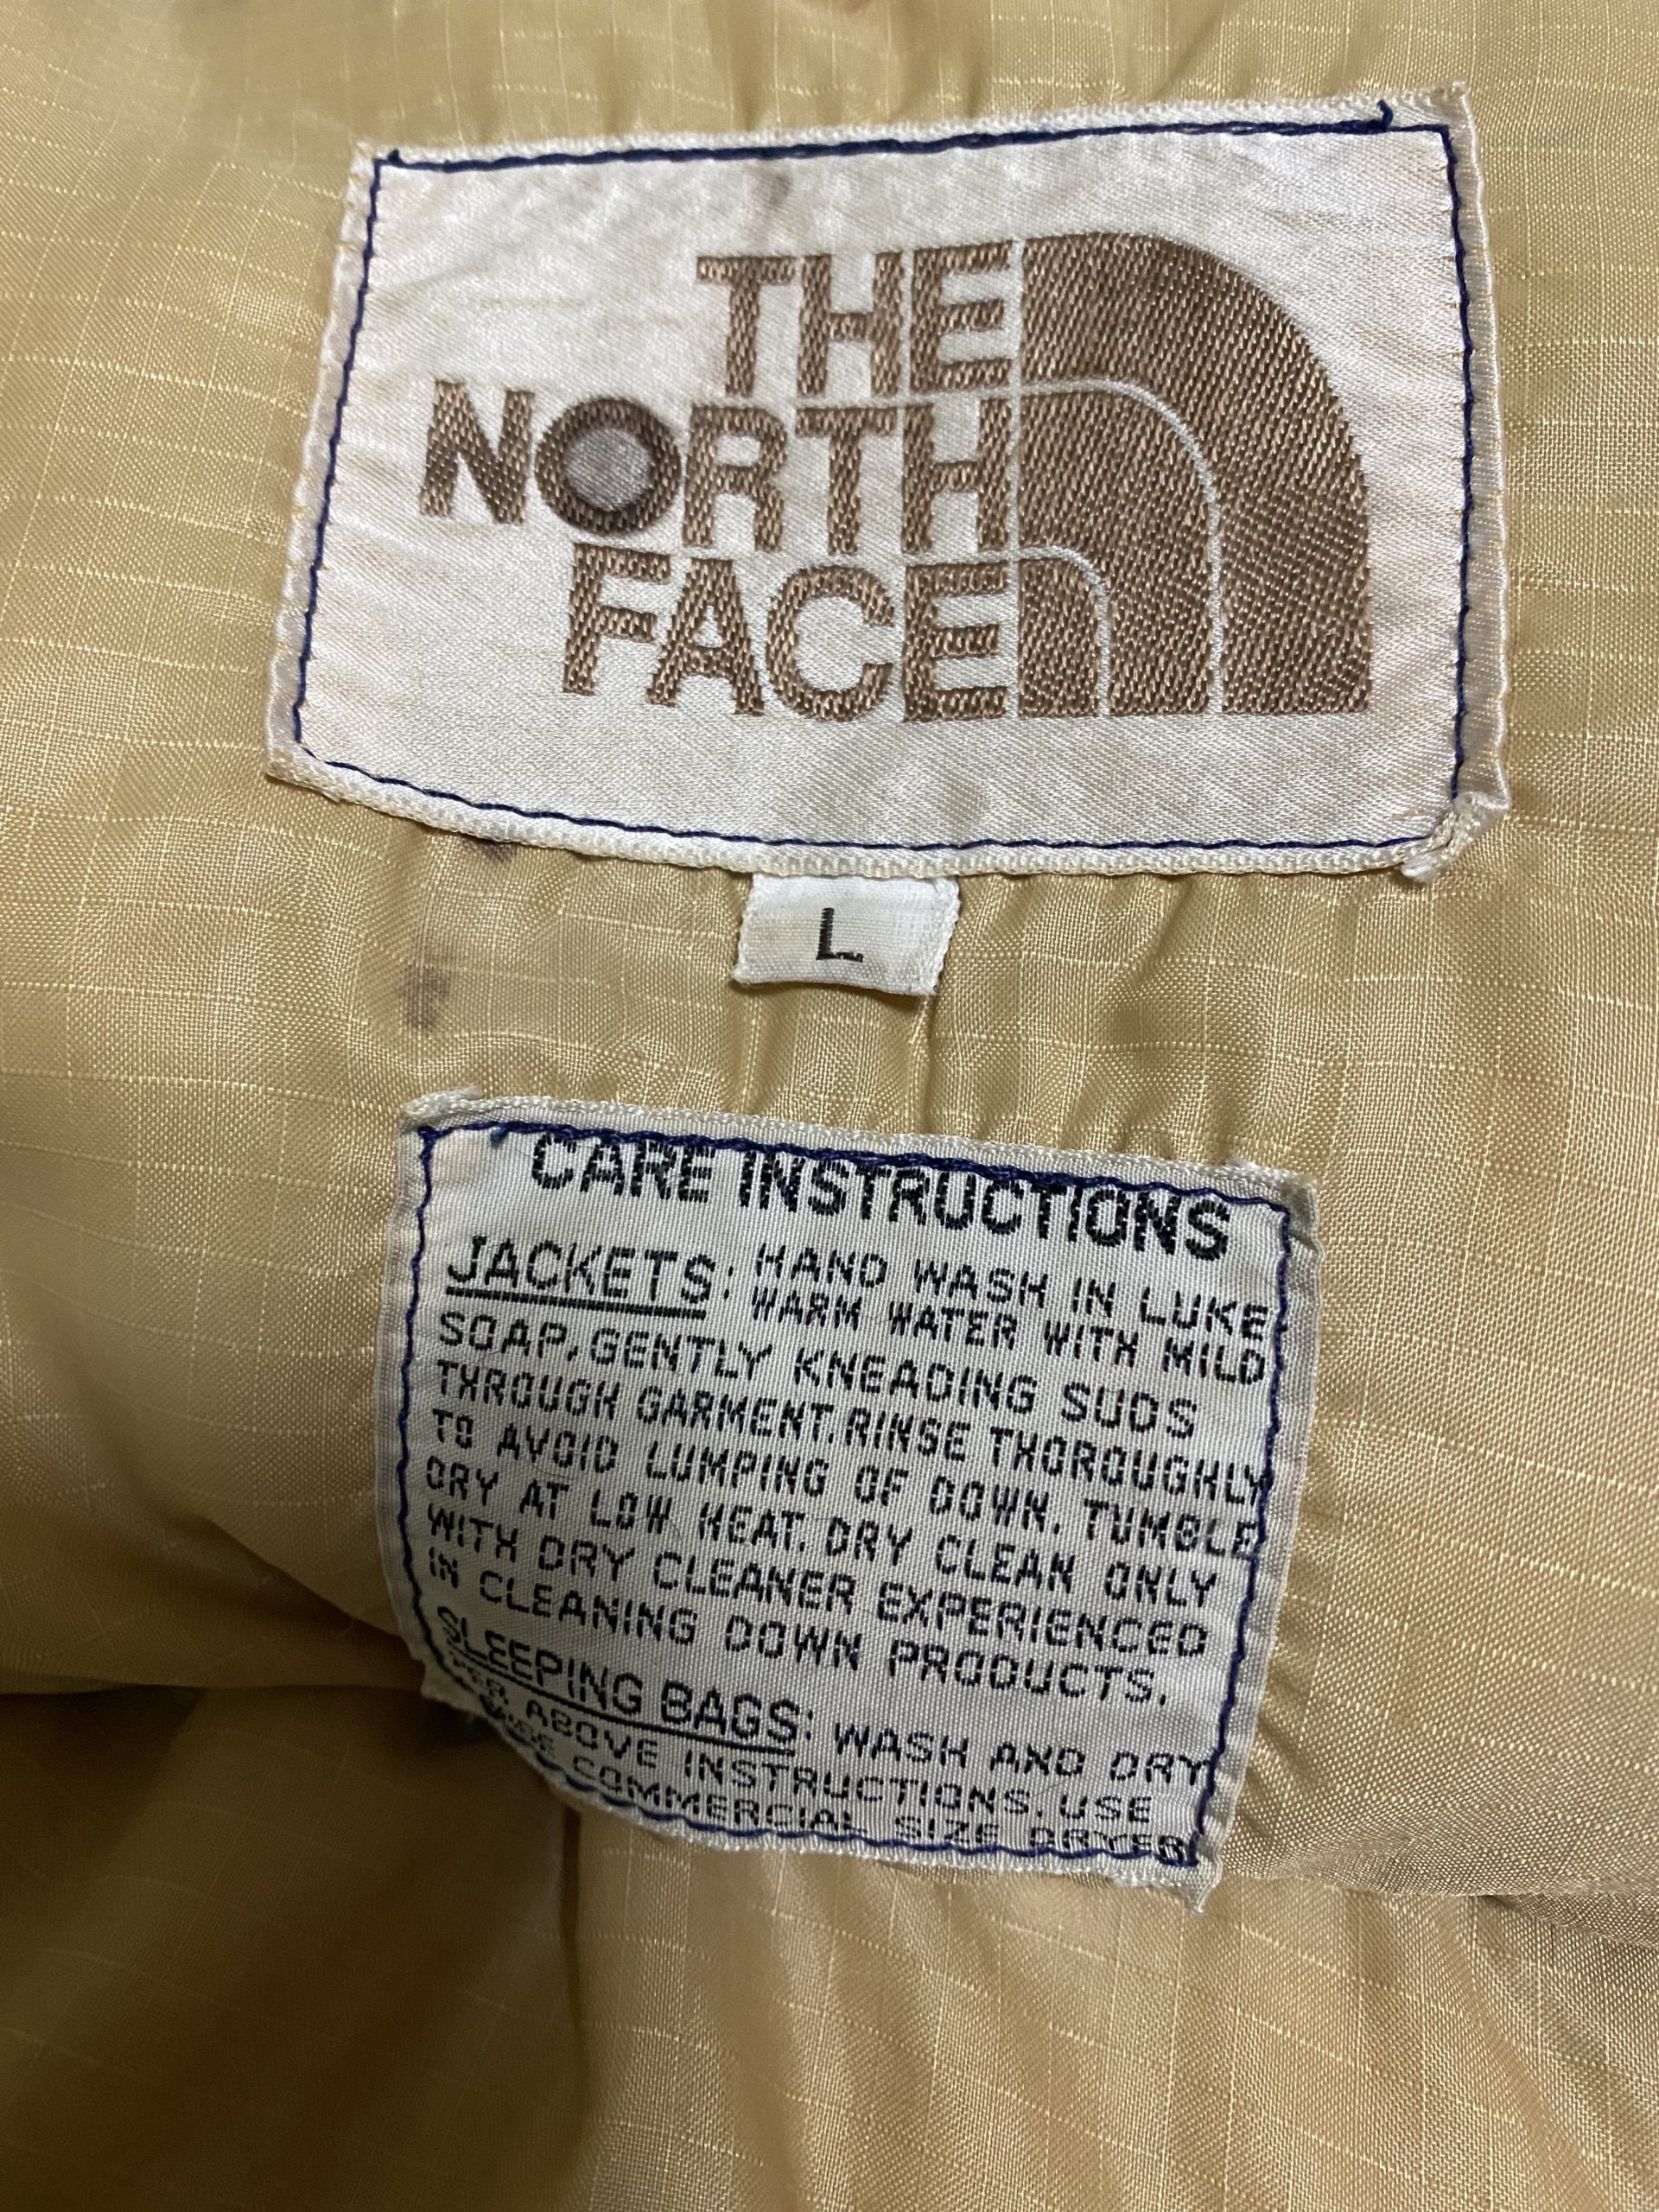 THE
NORTH
FACE
L
CARE INSTRUCTIONS
JACKETS: HAND WASH IN LUKE
WARM WATER WITH MILD
SOAP, GENTLY KNEADING SUDS
THROUGH GARMENT. RINSE THOROUGHLY
TO AVOID LUMPING OF DOWN. TUMBLE
DRY AT LOW HEAT. DRY CLEAN ONLY
WITH DRY CLEANER EXPERIENCED
IN CLEANING DOWN PRODUCTS.
SLEEPING BAGS: WASH AND DRY
ABOVE INSTRUCTIONS. USE
COMMERCIAL SIZE DRYER